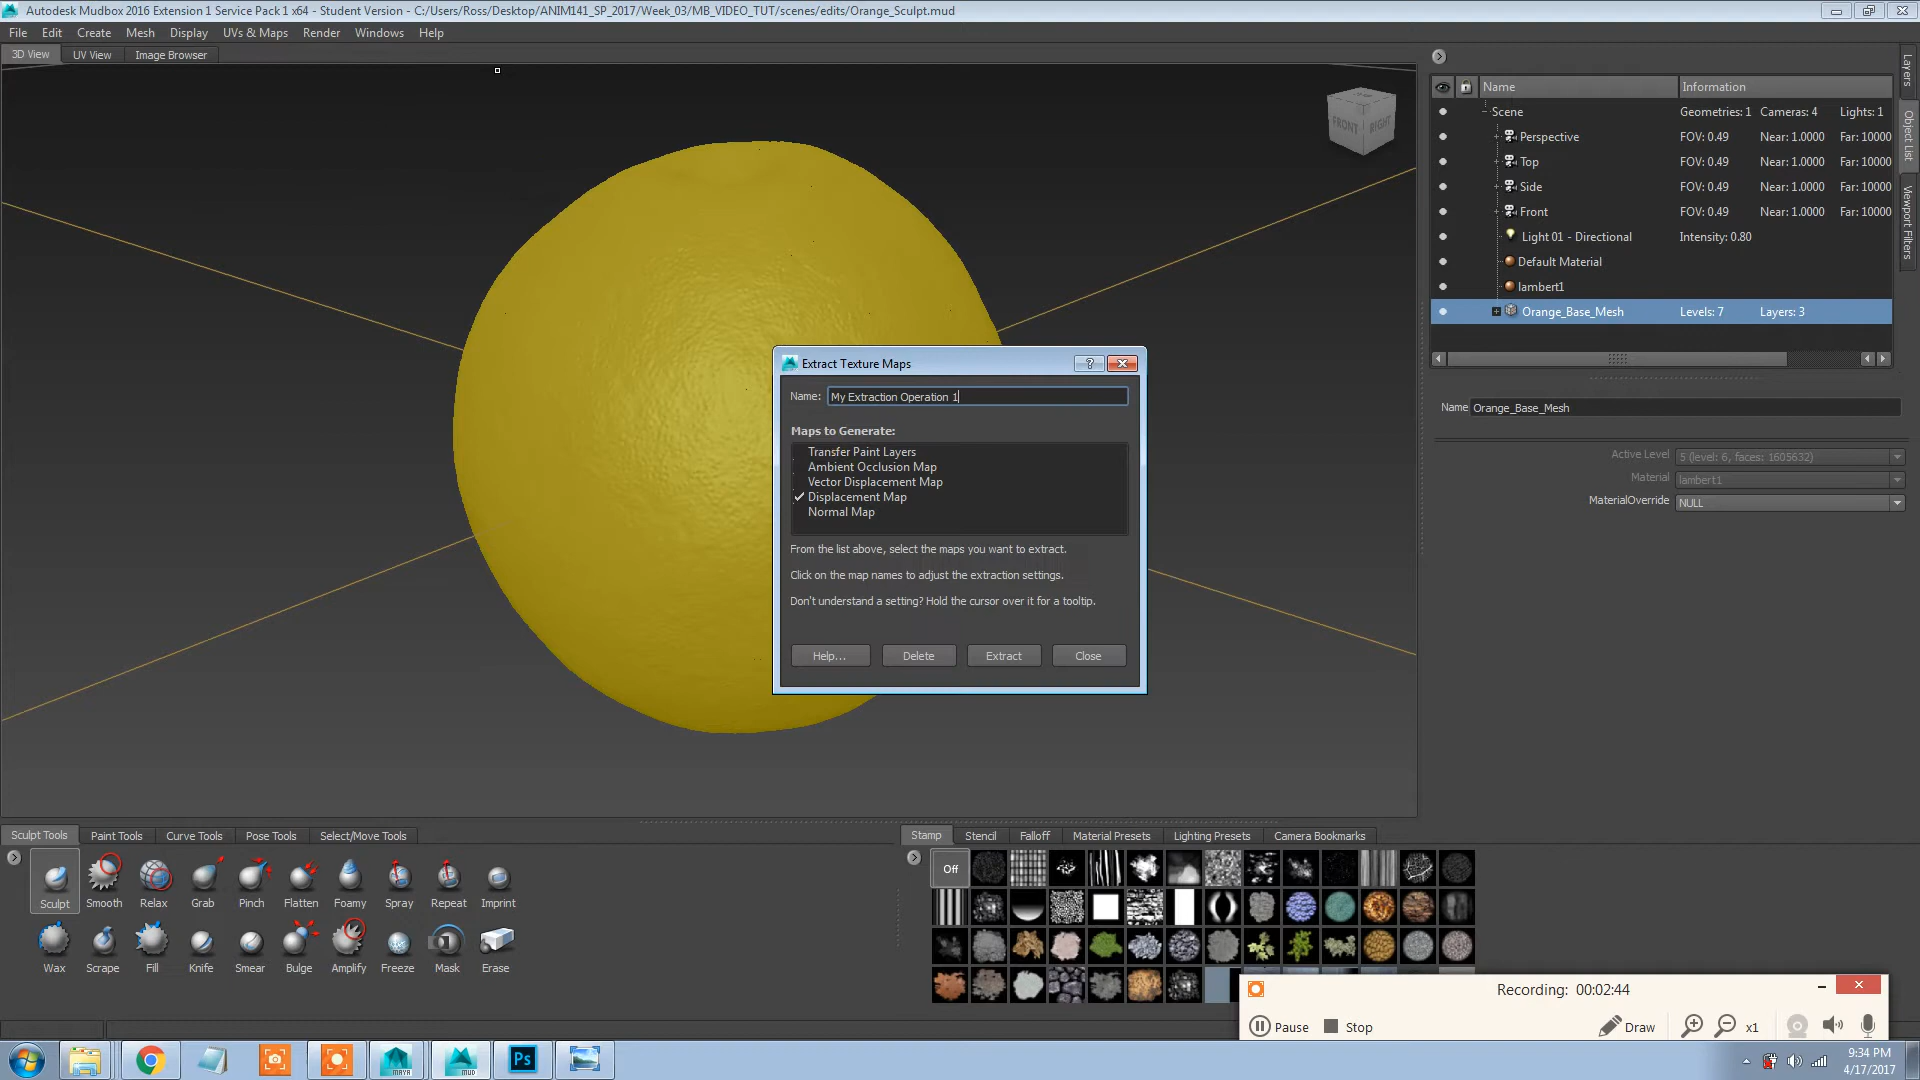 Autodesk Mudbox 2016 Extension 1 Service Pack 1 x64 - Student Version - C:/Users/Ross/Desktop/ANIM141_SP_2017/Week_03/MB_VIDEO_TUT/scenes/edits/Orange_Sculpt.mud
File Edit Create Mesh Display UVs & Maps Render Windows Help
3D View UV View Image Browser
FRONT RIGHT
Name Information
Scene Geometries: 1 Cameras: 4 Lights: 1
Perspective FOV: 0.49 Near: 1.0000 Far: 10000
Top FOV: 0.49 Near: 1.0000 Far: 10000
Side FOV: 0.49 Near: 1.0000 Far: 10000
Front FOV: 0.49 Near: 1.0000 Far: 10000
Light 01 - Directional Intensity: 0.80
Default Material
lambert1
Orange_Base_Mesh Levels: 7 Layers: 3
Layers
Object List
Viewport Filters
Name Orange_Base_Mesh
Active Level 5 (level: 6, faces: 1605632)
Material lambert1
MaterialOverride NULL
Extract Texture Maps ?
Name: My Extraction Operation 1
Maps to Generate:
Transfer Paint Layers
Ambient Occlusion Map
Vector Displacement Map
Displacement Map
Normal Map
From the list above, select the maps you want to extract.
Click on the map names to adjust the extraction settings.
Don't understand a setting? Hold the cursor over it for a tooltip.
Help... Delete Extract Close
Sculpt Tools Paint Tools Curve Tools Pose Tools Select/Move Tools
Sculpt Smooth Relax Grab Pinch Flatten Foamy Spray Repeat Imprint
Wax Scrape Fill Knife Smear Bulge Amplify Freeze Mask Erase
Stamp Stencil Falloff Material Presets Lighting Presets Camera Bookmarks
Off
Recording: 00:02:44
Pause Stop Draw x1
MAYA MUD Ps
9:34 PM
4/17/2017